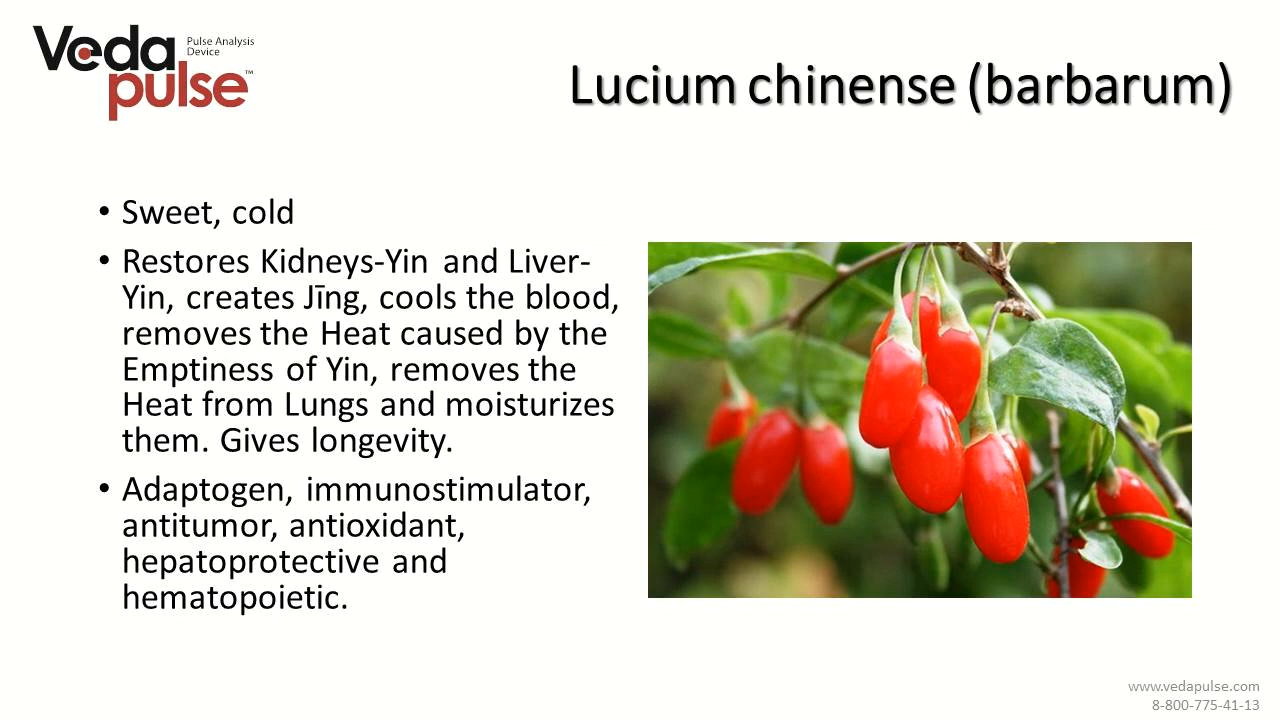 Veda
pulse™
Pulse Analysis
Device
Lucium chinense (barbarum)
• Sweet, cold
• Restores Kidneys-Yin and Liver-
Yin, creates Jīng, cools the blood,
removes the Heat caused by the
Emptiness of Yin, removes the
Heat from Lungs and moisturizes
them. Gives longevity.
• Adaptogen, immunostimulator,
antitumor, antioxidant,
hepatoprotective and
hematopoietic.
www.vedapulse.com
8-800-775-41-13